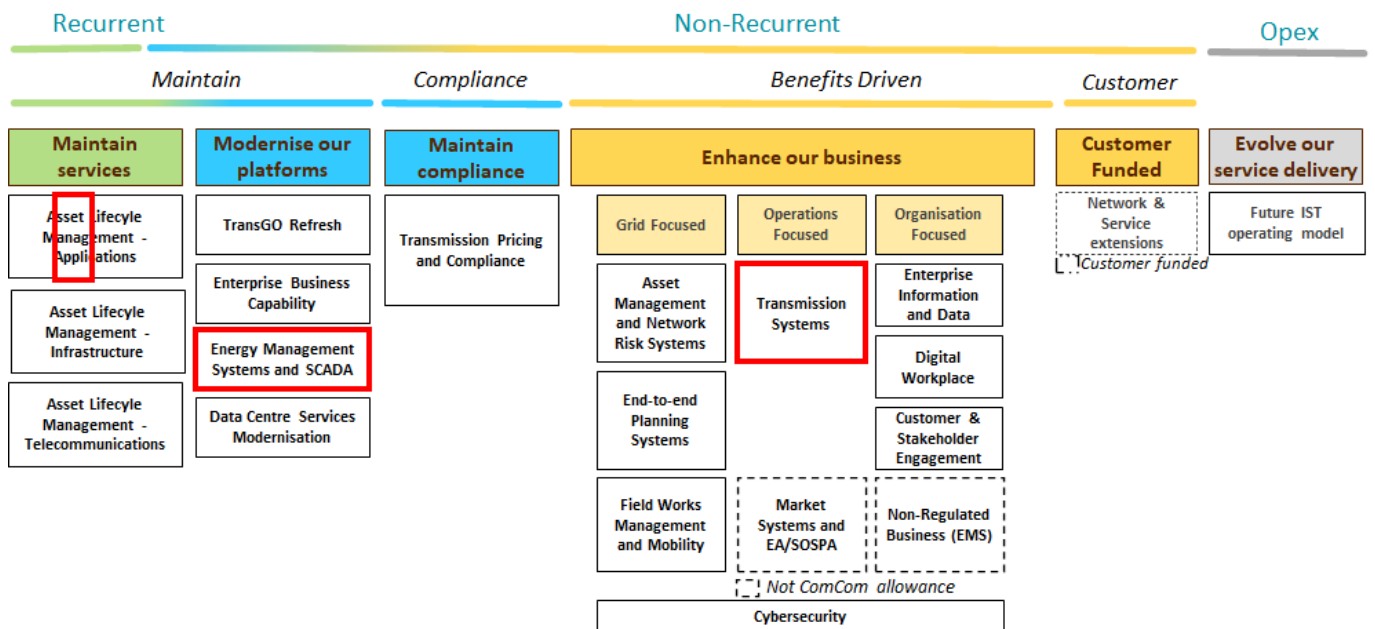 Recurrent
Non-Recurrent
Opex
Maintain
Compliance
Benefits Driven
Customer
Maintain
services
Modernise our
platforms
Maintain
compliance
Enhance our business
Customer
Funded
Evolve our
service delivery
Asset Lifecyle
Management -
Applications
Asset Lifecyle
Management -
Infrastructure
Asset Lifecyle
Management -
Telecommunications
TransGO Refresh
Enterprise Business
Capability
Energy Management
Systems and SCADA
Data Centre Services
Modernisation
Transmission Pricing
and Compliance
Grid Focused
Asset
Management
and Network
Risk Systems
End-to-end
Planning
Systems
Field Works
Management
and Mobility
Operations
Focused
Transmission
Systems
Market
Systems and
EA/SOSPA
Organisation
Focused
Enterprise
Information
and Data
Digital
Workplace
Customer &
Stakeholder
Engagement
Non-Regulated
Business (EMS)
Not ComCom allowance
Cybersecurity
Network &
Service
extensions
Customer funded
Future IST
operating model